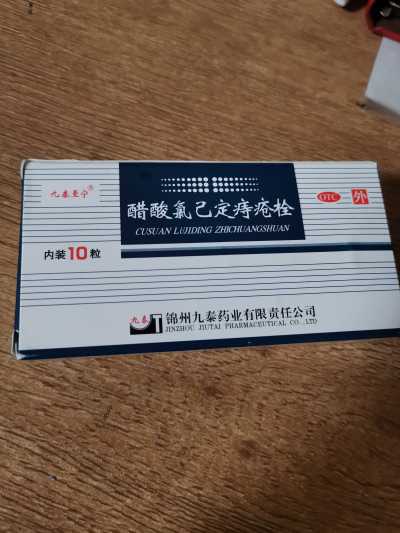 九泰曼宁®
醋酸氯己定痔疮栓
CUSUAN LUJIDING ZHICHUANGSHUAN
OTC
外
内装10粒
九泰
锦州九泰药业有限责任公司
JINZHOU JIUTAI PHARMACEUTICAL CO.,LTD